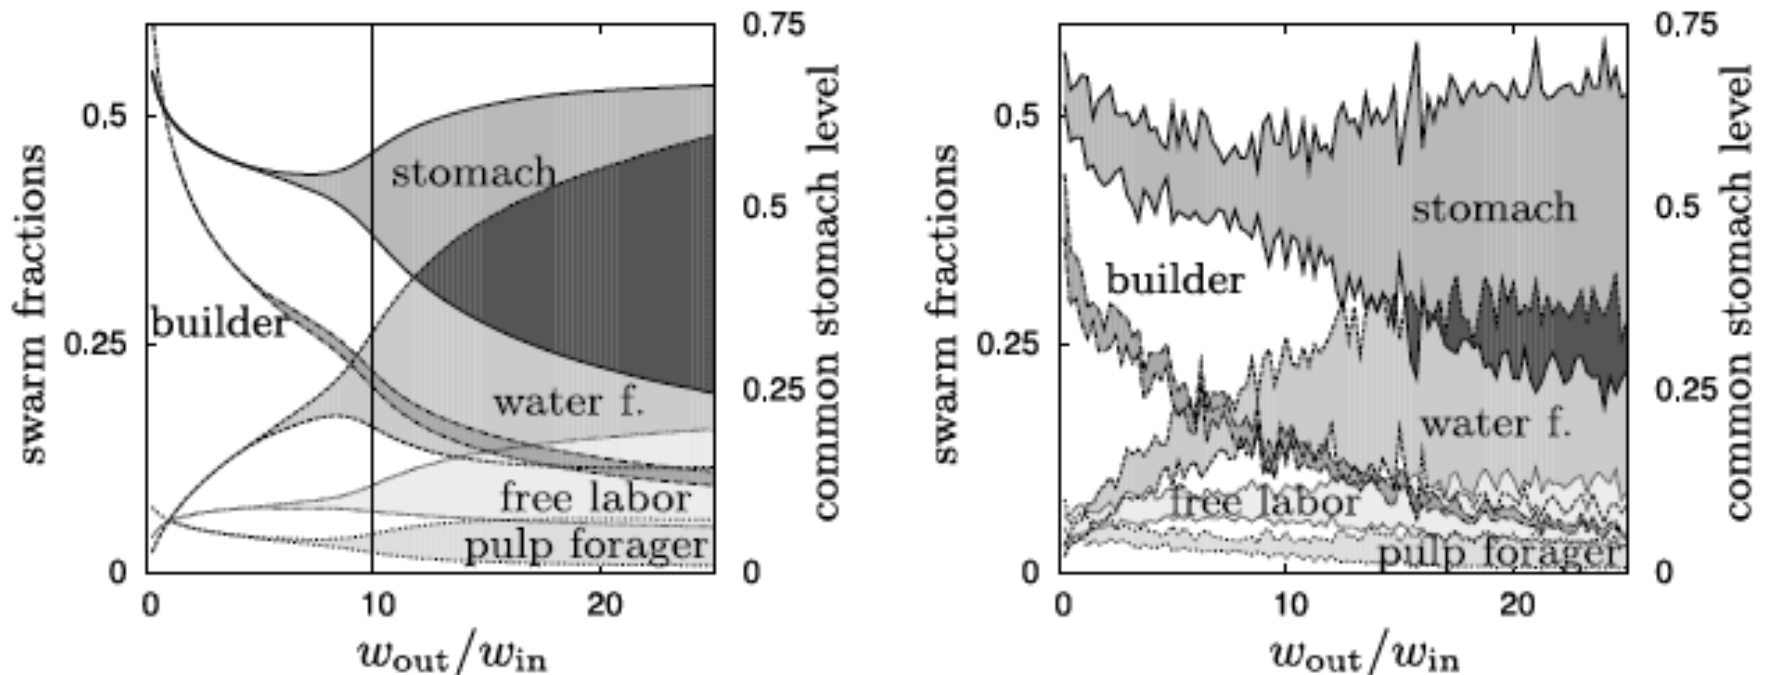 swarm fractions
0.5
0.25
0
stomach
builder
water f.
free labor
pulp forager
0.75
0.5
0.25
0
common stomach level
0
10
20
w_out/w_in
swarm fractions
0.5
0.25
0
stomach
builder
water f.
free labor
pulp forager
0.75
0.5
0.25
0
common stomach level
0
10
20
w_out/w_in